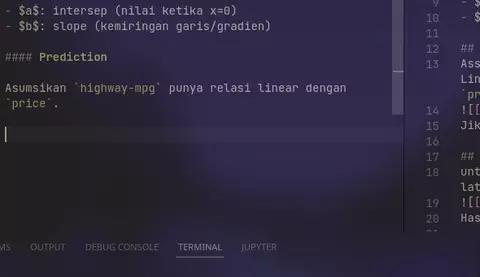 - $a$: intersep (nilai ketika x=0)
- $b$: slope (kemiringan garis/gradien)
#### Prediction
Asumsikan `highway-mpg` punya relasi linear dengan
`price`.
9 - $
10 - $
11
12 ##
13 Ass
Lin
`pr
14 ![[
15 Jik
16
17 ##
18 unt
lat
19 ![[
20 Has
MS OUTPUT DEBUG CONSOLE TERMINAL JUPYTER